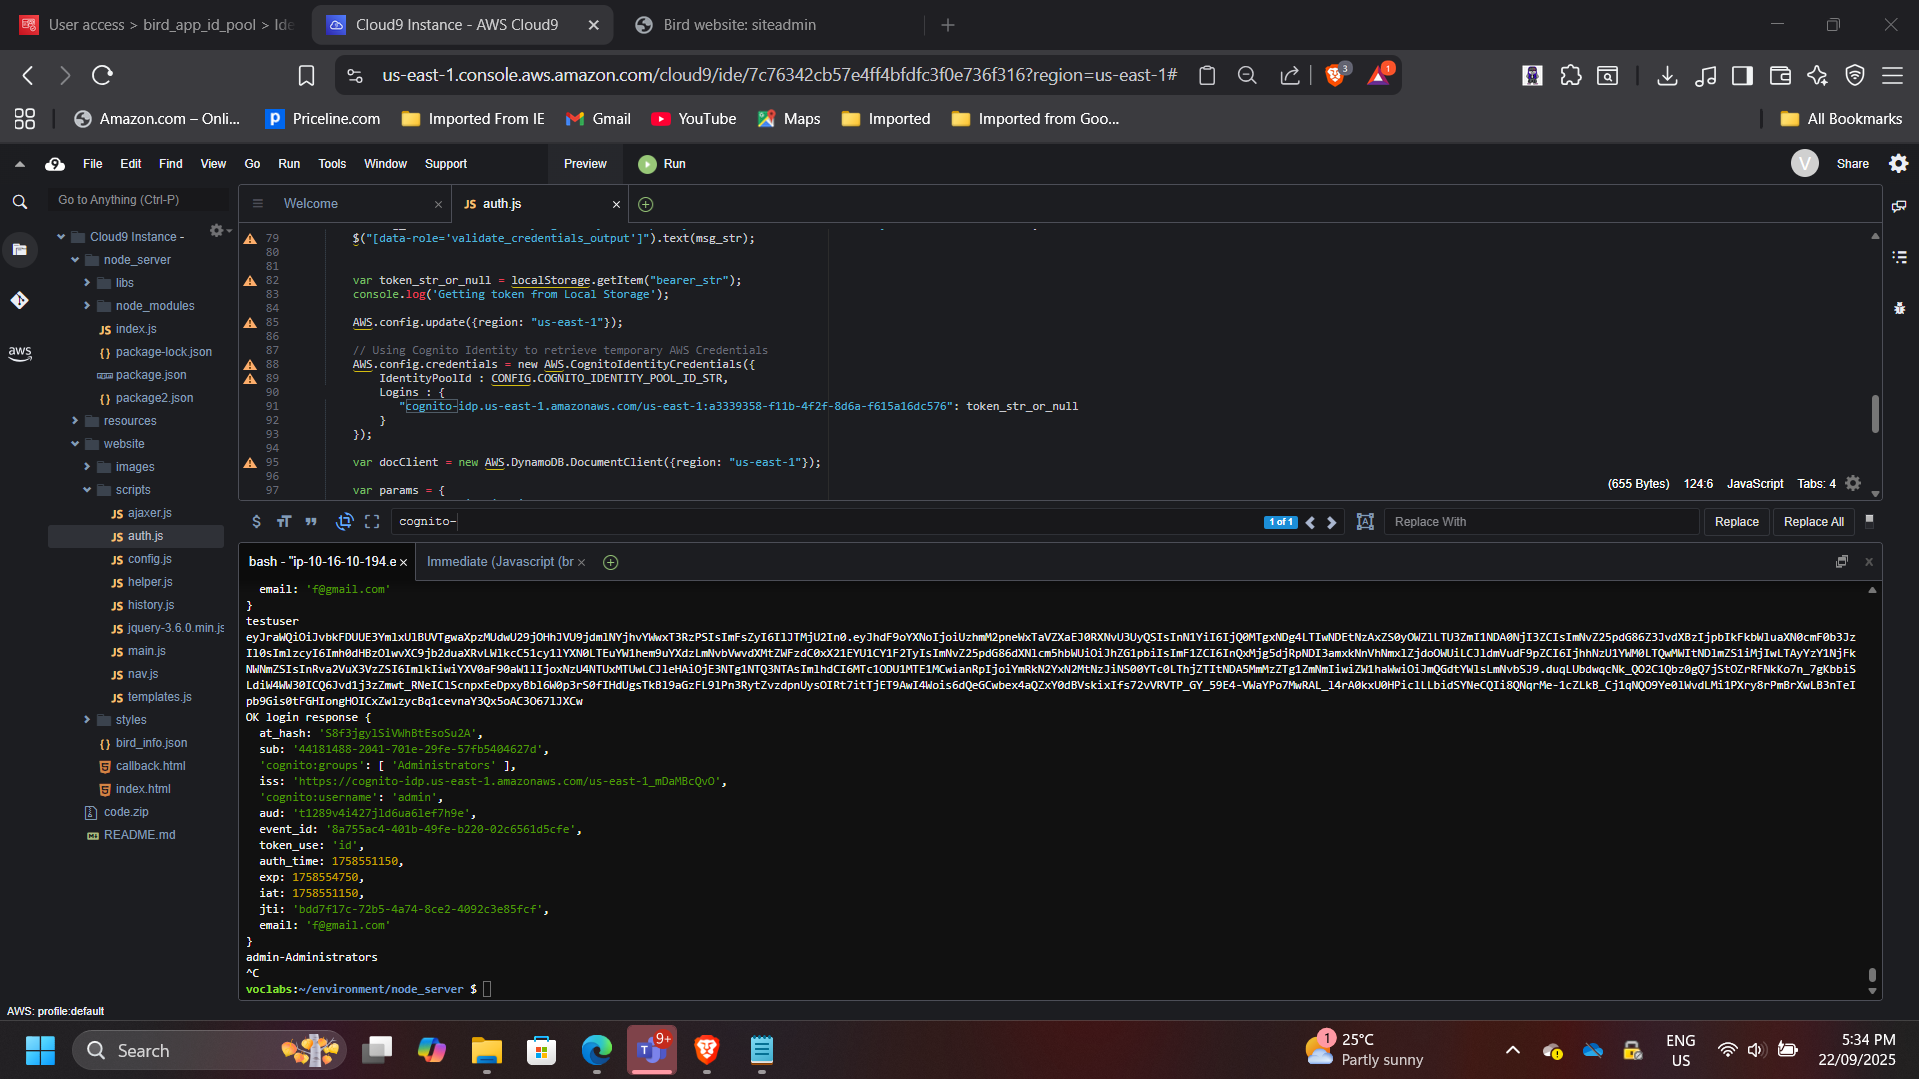 User access > bird_app_id_pool > Ide
Cloud9 Instance - AWS Cloud9
Bird website: siteadmin
us-east-1.console.aws.amazon.com/cloud9/ide/7c76342cb57e4ff4bfdfc3f0e736f316?region=us-east-1#
3
1
Amazon.com – Onli...
Priceline.com
Imported From IE
Gmail
YouTube
Maps
Imported
Imported from Goo...
All Bookmarks
File Edit Find View Go Run Tools Window Support
Preview
Run
V
Share
Go to Anything (Ctrl-P)
Welcome
auth.js
Cloud9 Instance -
node_server
libs
node_modules
index.js
package-lock.json
package.json
package2.json
resources
website
images
scripts
ajaxer.js
auth.js
config.js
helper.js
history.js
jquery-3.6.0.min.js
main.js
nav.js
templates.js
styles
bird_info.json
callback.html
index.html
code.zip
README.md
aws
79 $("[data-role='validate_credentials_output']").text(msg_str);
80
81
82 var token_str_or_null = localStorage.getItem("bearer_str");
83 console.log('Getting token from Local Storage');
84
85 AWS.config.update({region: "us-east-1"});
86
87 // Using Cognito Identity to retrieve temporary AWS Credentials
88 AWS.config.credentials = new AWS.CognitoIdentityCredentials({
89 IdentityPoolId : CONFIG.COGNITO_IDENTITY_POOL_ID_STR,
90 Logins : {
91 "cognito-idp.us-east-1.amazonaws.com/us-east-1:a3339358-f11b-4f2f-8d6a-f615a16dc576": token_str_or_null
92 }
93 });
94
95 var docClient = new AWS.DynamoDB.DocumentClient({region: "us-east-1"});
96
97 var params = {
(655 Bytes) 124:6 JavaScript Tabs: 4
cognito-
1 of 1
Replace With
Replace
Replace All
bash - "ip-10-16-10-194.e
Immediate (Javascript (br
email: 'f@gmail.com'
}
testuser
OK login response {
at_hash: 'S8f3jgylSiVWhBtEsoSu2A',
sub: '44181488-2041-701e-29fe-57fb5404627d',
'cognito:groups': [ 'Administrators' ],
iss: 'https://cognito-idp.us-east-1.amazonaws.com/us-east-1_mDaMBcQvO',
'cognito:username': 'admin',
aud: 't1289v4i427jld6ua6lef7h9e',
event_id: '8a755ac4-401b-49fe-b220-02c6561d5cfe',
token_use: 'id',
auth_time: 1758551150,
exp: 1758554750,
iat: 1758551150,
jti: 'bdd7f17c-72b5-4a74-8ce2-4092c3e85fcf',
email: 'f@gmail.com'
}
admin-Administrators
^C
voclabs:~/environment/node_server $
AWS: profile:default
Search
9+
1
25°C
Partly sunny
ENG
US
5:34 PM
22/09/2025